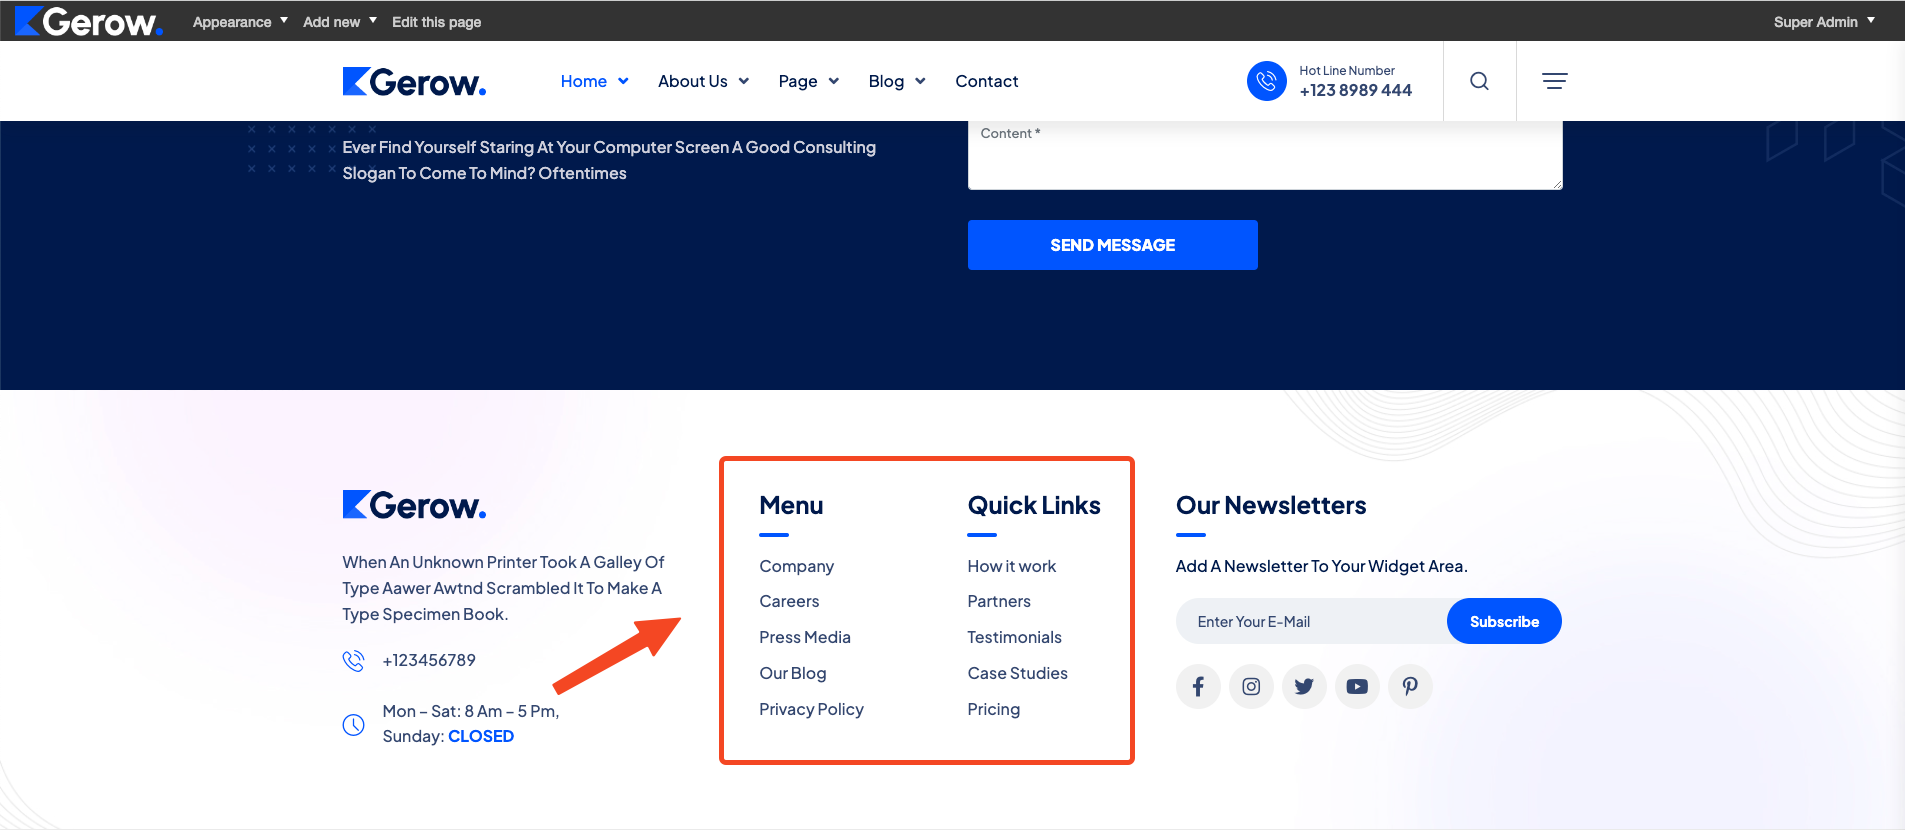 Gerow.
Appearance Add new Edit this page
Super Admin
Gerow.
Home About Us Page Blog Contact
Hot Line Number
+123 8989 444
Ever Find Yourself Staring At Your Computer Screen A Good Consulting
Slogan To Come To Mind? Oftentimes
Content *
SEND MESSAGE
Gerow.
When An Unknown Printer Took A Galley Of
Type Aawer Awtnd Scrambled It To Make A
Type Specimen Book.
+123456789
Mon – Sat: 8 Am – 5 Pm,
Sunday: CLOSED
Menu
Company
Careers
Press Media
Our Blog
Privacy Policy
Quick Links
How it work
Partners
Testimonials
Case Studies
Pricing
Our Newsletters
Add A Newsletter To Your Widget Area.
Enter Your E-Mail
Subscribe